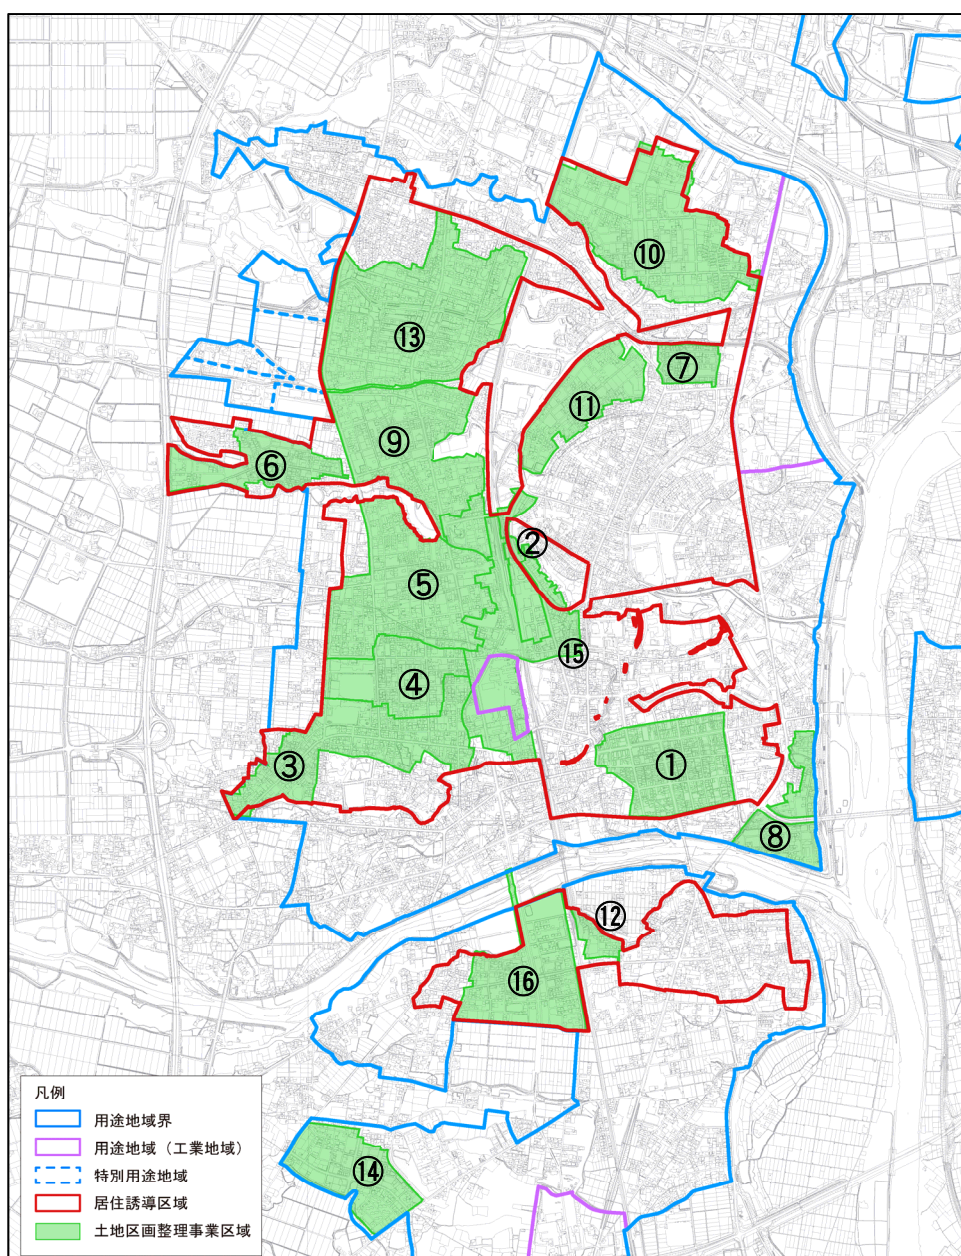 ⑩
⑬
⑦
⑪
⑨
⑥
②
⑤
⑮
④
③
①
⑧
⑫
⑯
⑭
凡例
用途地域界
用途地域（工業地域）
特別用途地域
居住誘導区域
土地区画整理事業区域